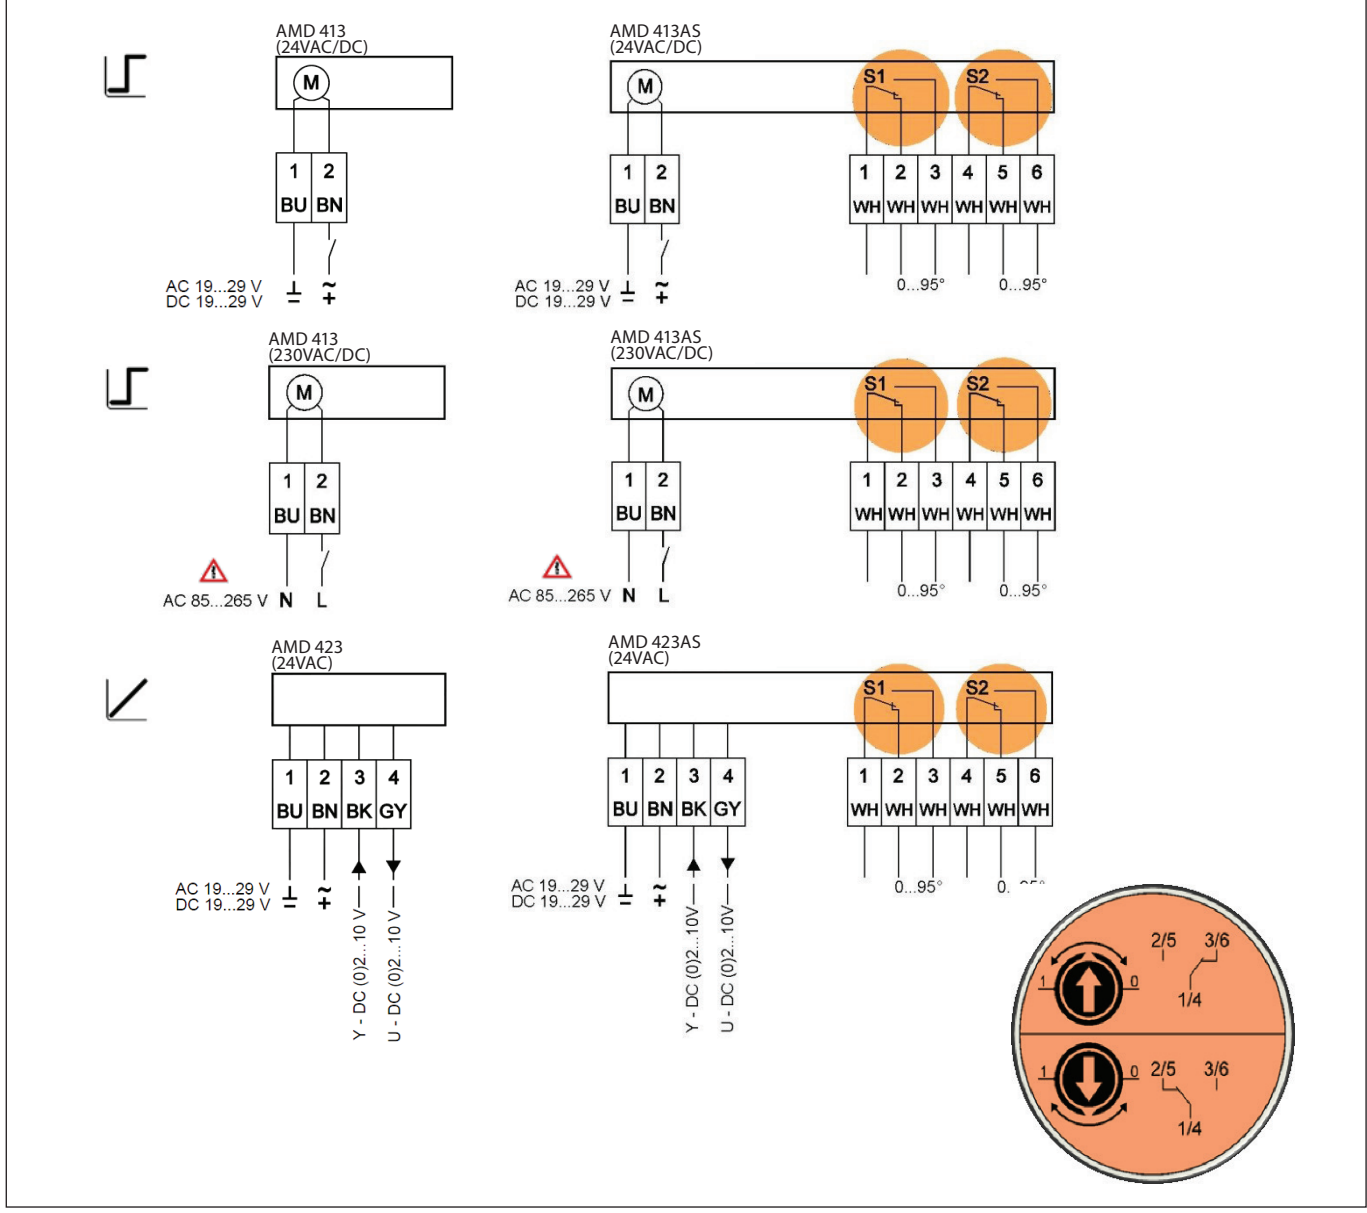 AMD 413
(24VAC/DC)
M
1 2
BU BN
AC 19...29 V
DC 19...29 V
⊥ ~
= +
AMD 413AS
(24VAC/DC)
M
S1 S2
1 2
BU BN
1 2 3 4 5 6
WH WH WH WH WH WH
AC 19...29 V
DC 19...29 V
⊥ ~
= +
0...95° 0...95°
AMD 413
(230VAC/DC)
M
1 2
BU BN
AC 85...265 V N L
AMD 413AS
(230VAC/DC)
M
S1 S2
1 2
BU BN
1 2 3 4 5 6
WH WH WH WH WH WH
AC 85...265 V N L
0...95° 0...95°
AMD 423
(24VAC)
1 2 3 4
BU BN BK GY
AC 19...29 V
DC 19...29 V
⊥ ~
= +
Y - DC (0)2...10 V
U - DC (0)2...10 V
AMD 423AS
(24VAC)
S1 S2
1 2 3 4
BU BN BK GY
1 2 3 4 5 6
WH WH WH WH WH WH
AC 19...29 V
DC 19...29 V
⊥ ~
= +
Y - DC (0)2...10V
U - DC (0)2...10V
0...95° 0.
2/5 3/6
1 0
1/4
2/5 3/6
1 0
1/4